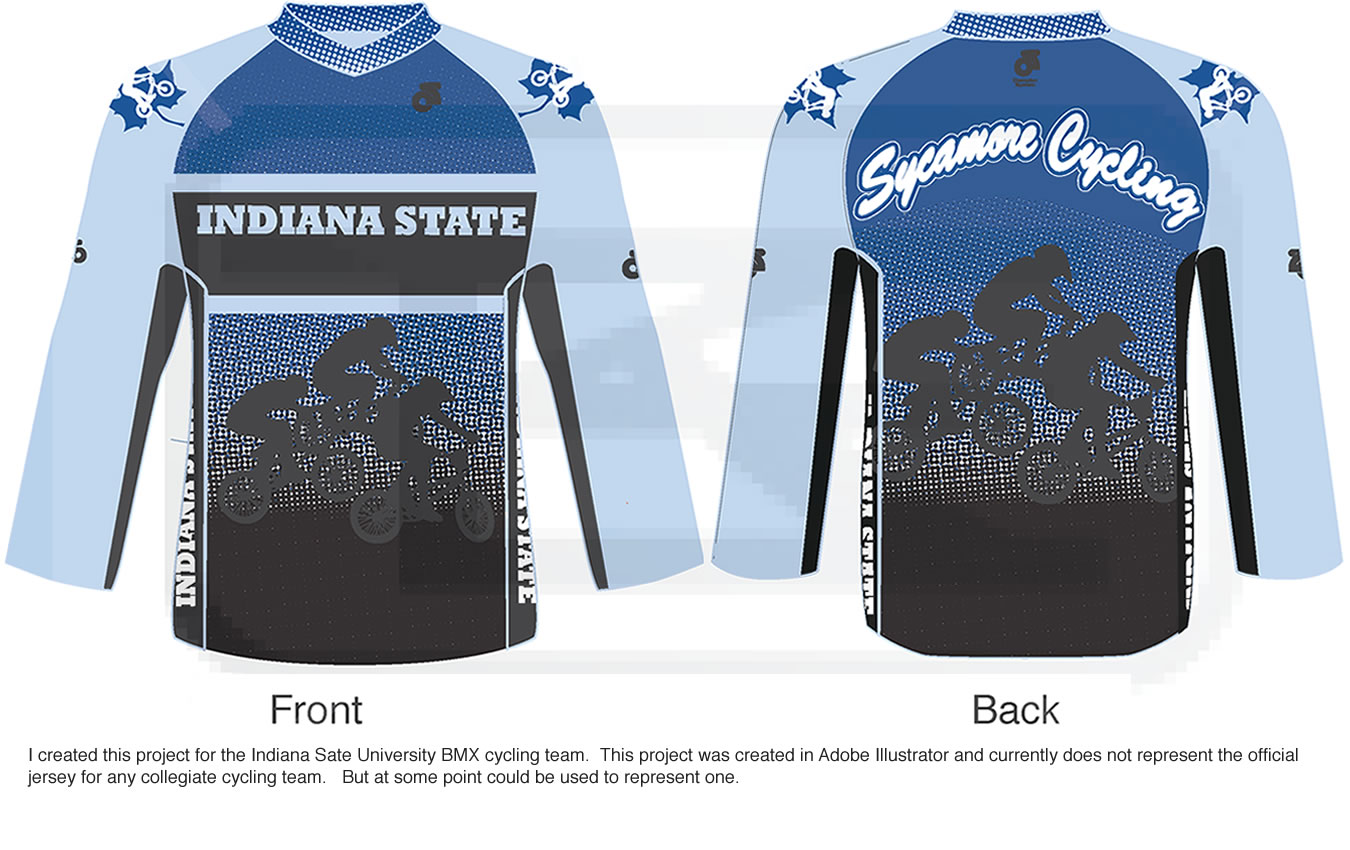 INDIANA STATE
INDIANA STATE
INDIANA STATE
Sycamore Cycling
INDIANA STATE
Front
Back
I created this project for the Indiana Sate University BMX cycling team. This project was created in Adobe Illustrator and currently does not represent the official
jersey for any collegiate cycling team. But at some point could be used to represent one.